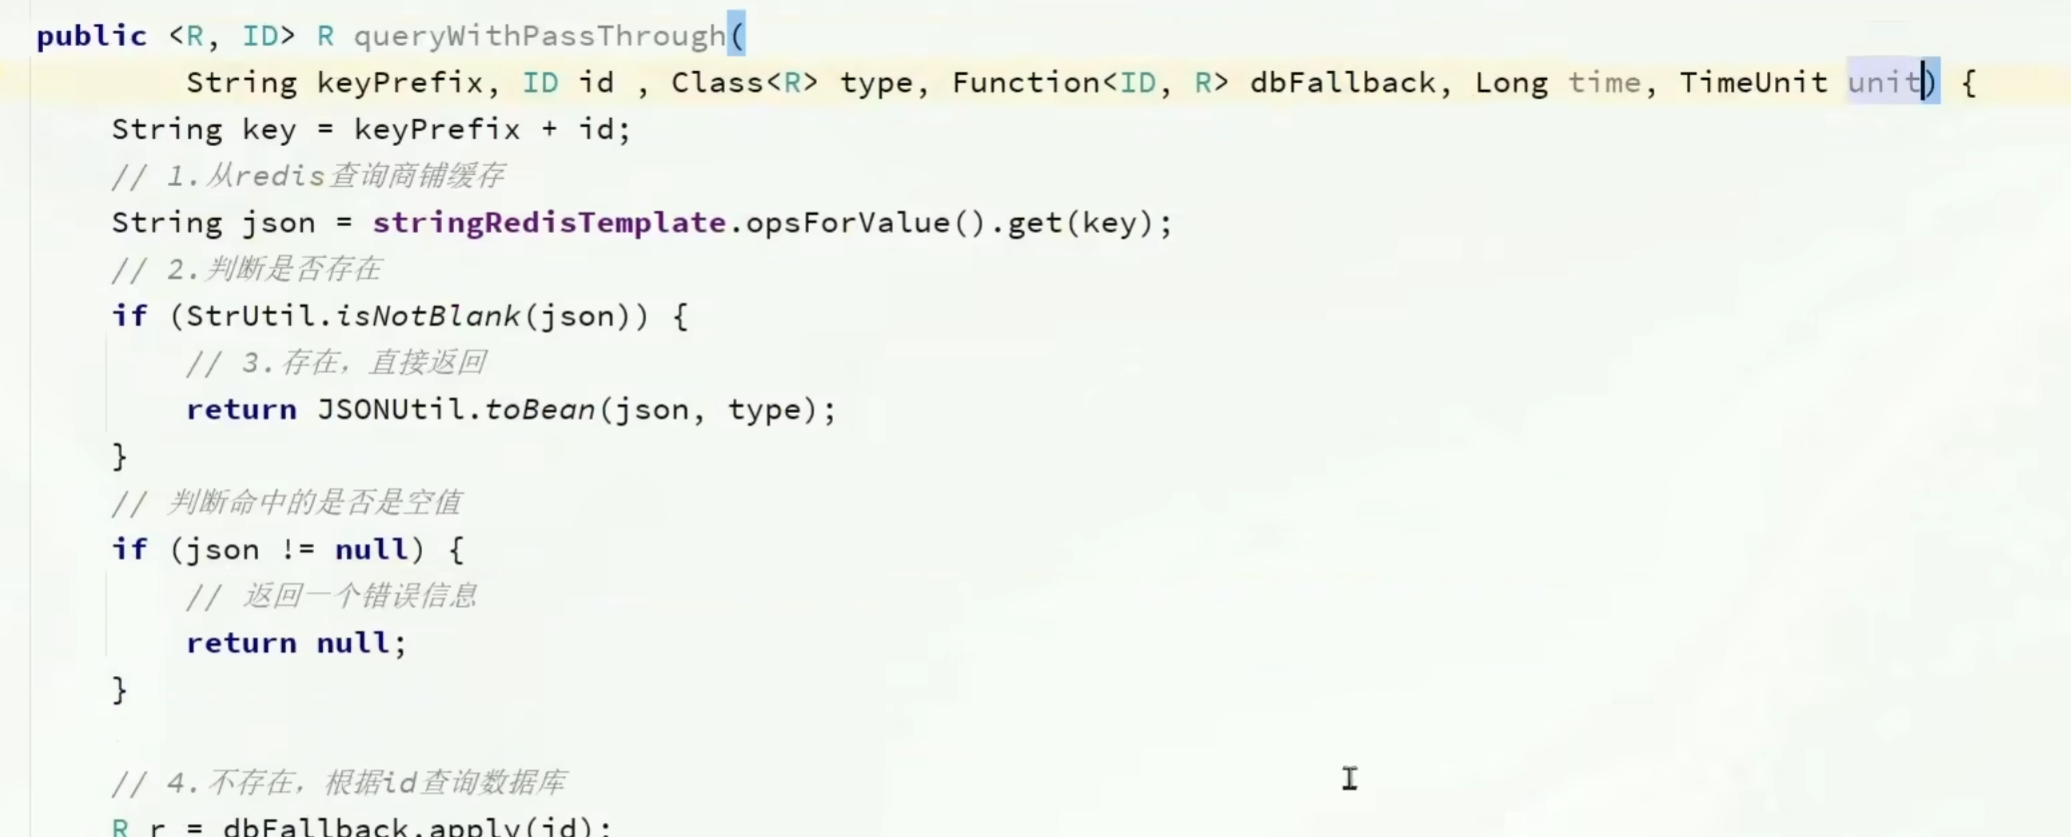 public <R, ID> R queryWithPassThrough(
String keyPrefix, ID id , Class<R> type, Function<ID, R> dbFallback, Long time, TimeUnit unit) {
String key = keyPrefix + id;
// 1.从redis查询商铺缓存
String json = stringRedisTemplate.opsForValue().get(key);
// 2.判断是否存在
if (StrUtil.isNotBlank(json)) {
// 3.存在，直接返回
return JSONUtil.toBean(json, type);
}
// 判断命中的是否是空值
if (json != null) {
// 返回一个错误信息
return null;
}
// 4.不存在，根据id查询数据库
R r = dbFallback.apply(id);